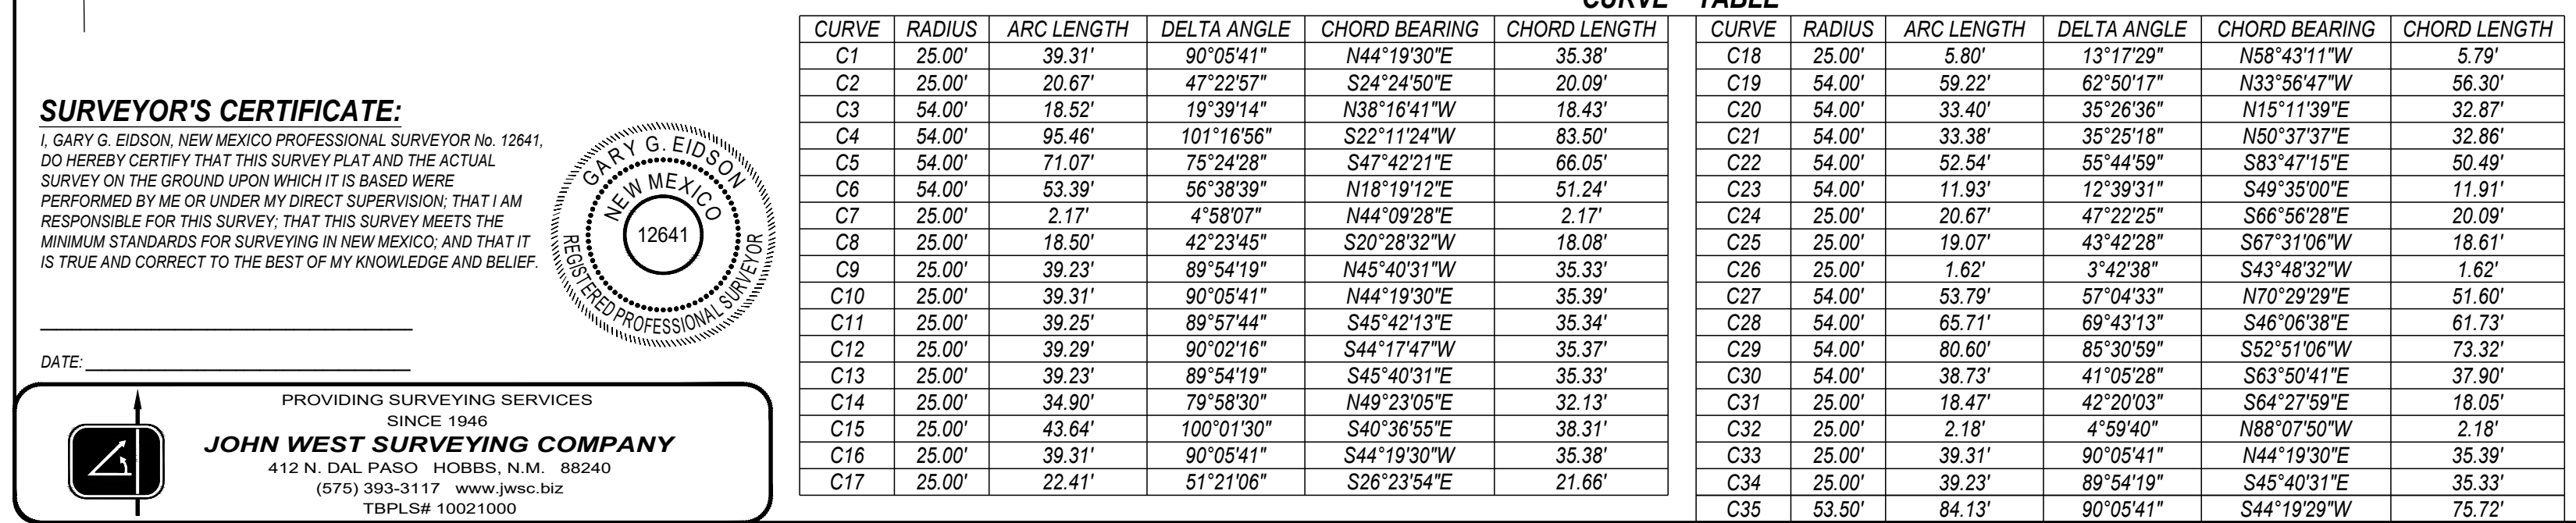 CURVE TABLE
SURVEYOR'S CERTIFICATE:
I, GARY G. EIDSON, NEW MEXICO PROFESSIONAL SURVEYOR No. 12641,
DO HEREBY CERTIFY THAT THIS SURVEY PLAT AND THE ACTUAL
SURVEY ON THE GROUND UPON WHICH IT IS BASED WERE
PERFORMED BY ME OR UNDER MY DIRECT SUPERVISION; THAT I AM
RESPONSIBLE FOR THIS SURVEY; THAT THIS SURVEY MEETS THE
MINIMUM STANDARDS FOR SURVEYING IN NEW MEXICO; AND THAT IT
IS TRUE AND CORRECT TO THE BEST OF MY KNOWLEDGE AND BELIEF.
DATE:
GARY G. EIDSON
NEW MEXICO
12641
REGISTERED PROFESSIONAL SURVEYOR
PROVIDING SURVEYING SERVICES
SINCE 1946
JOHN WEST SURVEYING COMPANY
412 N. DAL PASO HOBBS, N.M. 88240
(575) 393-3117 www.jwsc.biz
TBPLS# 10021000
CURVE RADIUS ARC LENGTH DELTA ANGLE CHORD BEARING CHORD LENGTH
C1 25.00' 39.31' 90°05'41" N44°19'30"E 35.38'
C2 25.00' 20.67' 47°22'57" S24°24'50"E 20.09'
C3 54.00' 18.52' 19°39'14" N38°16'41"W 18.43'
C4 54.00' 95.46' 101°16'56" S22°11'24"W 83.50'
C5 54.00' 71.07' 75°24'28" S47°42'21"E 66.05'
C6 54.00' 53.39' 56°38'39" N18°19'12"E 51.24'
C7 25.00' 2.17' 4°58'07" N44°09'28"E 2.17'
C8 25.00' 18.50' 42°23'45" S20°28'32"W 18.08'
C9 25.00' 39.23' 89°54'19" N45°40'31"W 35.33'
C10 25.00' 39.31' 90°05'41" N44°19'30"E 35.39'
C11 25.00' 39.25' 89°57'44" S45°42'13"E 35.34'
C12 25.00' 39.29' 90°02'16" S44°17'47"W 35.37'
C13 25.00' 39.23' 89°54'19" S45°40'31"E 35.33'
C14 25.00' 34.90' 79°58'30" N49°23'05"E 32.13'
C15 25.00' 43.64' 100°01'30" S40°36'55"E 38.31'
C16 25.00' 39.31' 90°05'41" S44°19'30"W 35.38'
C17 25.00' 22.41' 51°21'06" S26°23'54"E 21.66'
CURVE RADIUS ARC LENGTH DELTA ANGLE CHORD BEARING CHORD LENGTH
C18 25.00' 5.80' 13°17'29" N58°43'11"W 5.79'
C19 54.00' 59.22' 62°50'17" N33°56'47"W 56.30'
C20 54.00' 33.40' 35°26'36" N15°11'39"E 32.87'
C21 54.00' 33.38' 35°25'18" N50°37'37"E 32.86'
C22 54.00' 52.54' 55°44'59" S83°47'15"E 50.49'
C23 54.00' 11.93' 12°39'31" S49°35'00"E 11.91'
C24 25.00' 20.67' 47°22'25" S66°56'28"E 20.09'
C25 25.00' 19.07' 43°42'28" S67°31'06"W 18.61'
C26 25.00' 1.62' 3°42'38" S43°48'32"W 1.62'
C27 54.00' 53.79' 57°04'33" N70°29'29"E 51.60'
C28 54.00' 65.71' 69°43'13" S46°06'38"E 61.73'
C29 54.00' 80.60' 85°30'59" S52°51'06"W 73.32'
C30 54.00' 38.73' 41°05'28" S63°50'41"E 37.90'
C31 25.00' 18.47' 42°20'03" S64°27'59"E 18.05'
C32 25.00' 2.18' 4°59'40" N88°07'50"W 2.18'
C33 25.00' 39.31' 90°05'41" N44°19'30"E 35.39'
C34 25.00' 39.23' 89°54'19" S45°40'31"E 35.33'
C35 53.50' 84.13' 90°05'41" S44°19'29"W 75.72'